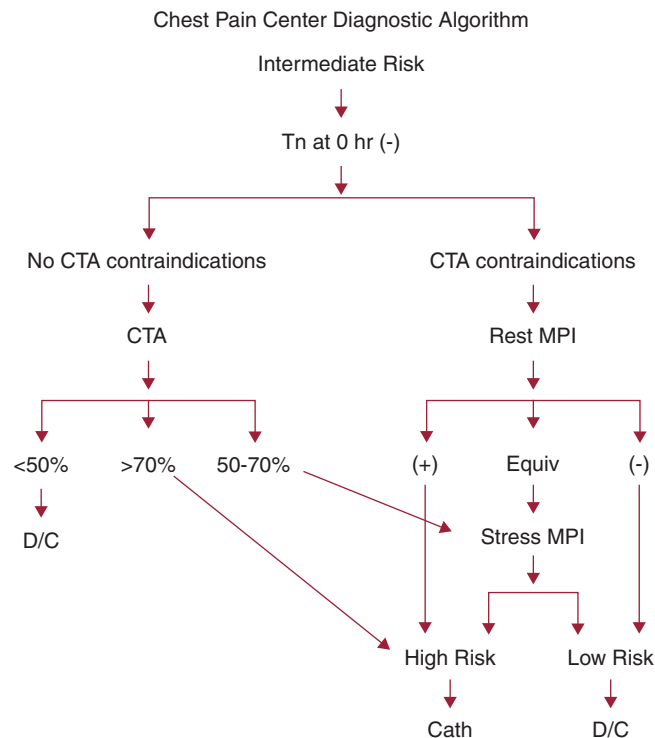 Chest Pain Center Diagnostic Algorithm
Intermediate Risk
Tn at 0 hr (-)
No CTA contraindications
CTA contraindications
CTA
Rest MPI
<50%
>70%
50-70%
(+)
Equiv
(-)
D/C
Stress MPI
High Risk
Low Risk
Cath
D/C